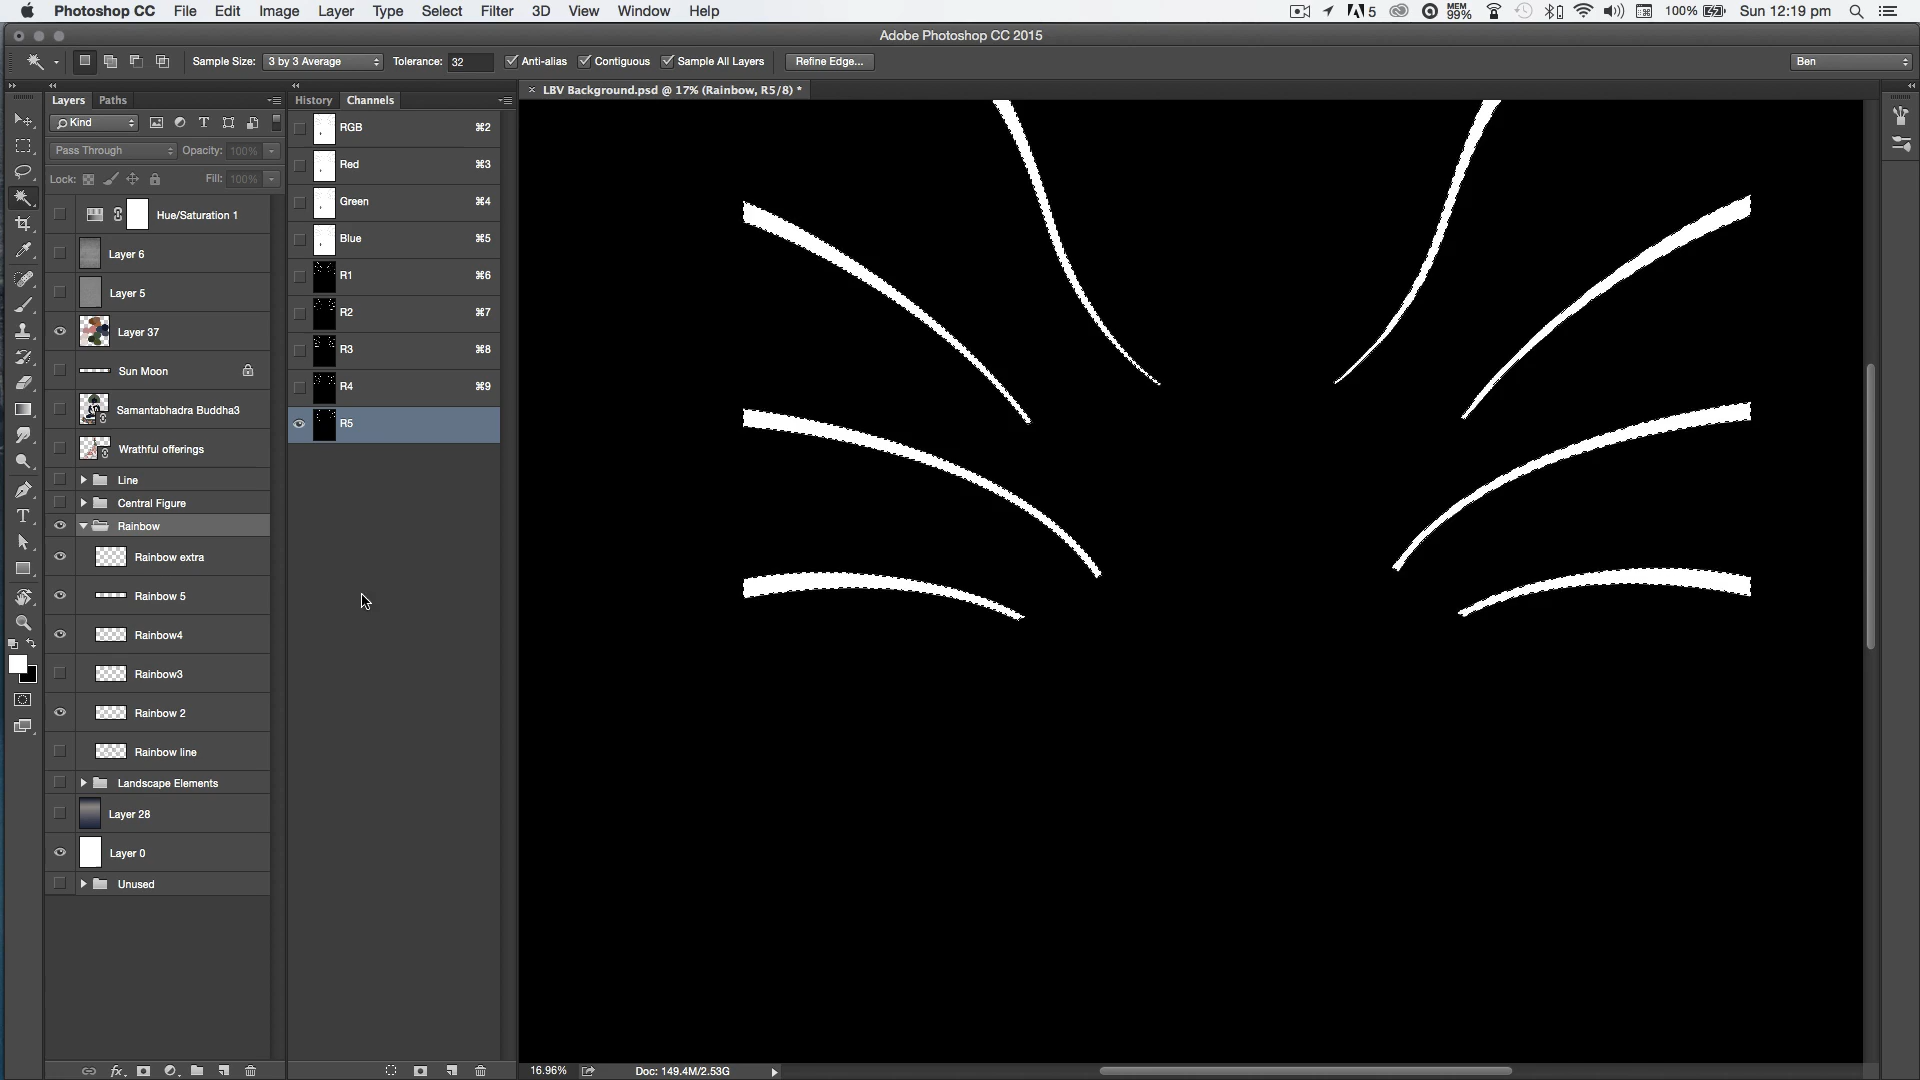 Photoshop CC File Edit Image Layer Type Select Filter 3D View Window Help 5 MEM 99% 100% Sun 12:19 pm
Adobe Photoshop CC 2015
Sample Size: 3 by 3 Average Tolerance: 32 Anti-alias Contiguous Sample All Layers Refine Edge... Ben
Layers Paths History Channels × LBV Background.psd @ 17% (Rainbow, R5/8) *
Kind
Pass Through Opacity: 100%
Lock: Fill: 100%
Hue/Saturation 1
Layer 6
Layer 5
Layer 37
Sun Moon
Samantabhadra Buddha3
Wrathful offerings
Line
Central Figure
Rainbow
Rainbow extra
Rainbow 5
Rainbow4
Rainbow3
Rainbow 2
Rainbow line
Landscape Elements
Layer 28
Layer 0
Unused
fx
RGB ⌘2
Red ⌘3
Green ⌘4
Blue ⌘5
R1 ⌘6
R2 ⌘7
R3 ⌘8
R4 ⌘9
R5
16.96% Doc: 149.4M/2.53G